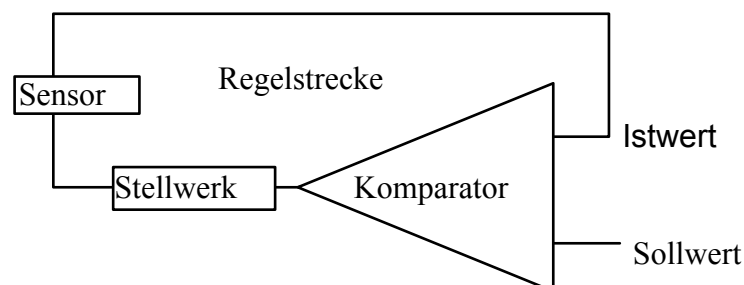 Regelstrecke
Sensor
Istwert
Stellwerk
Komparator
Sollwert